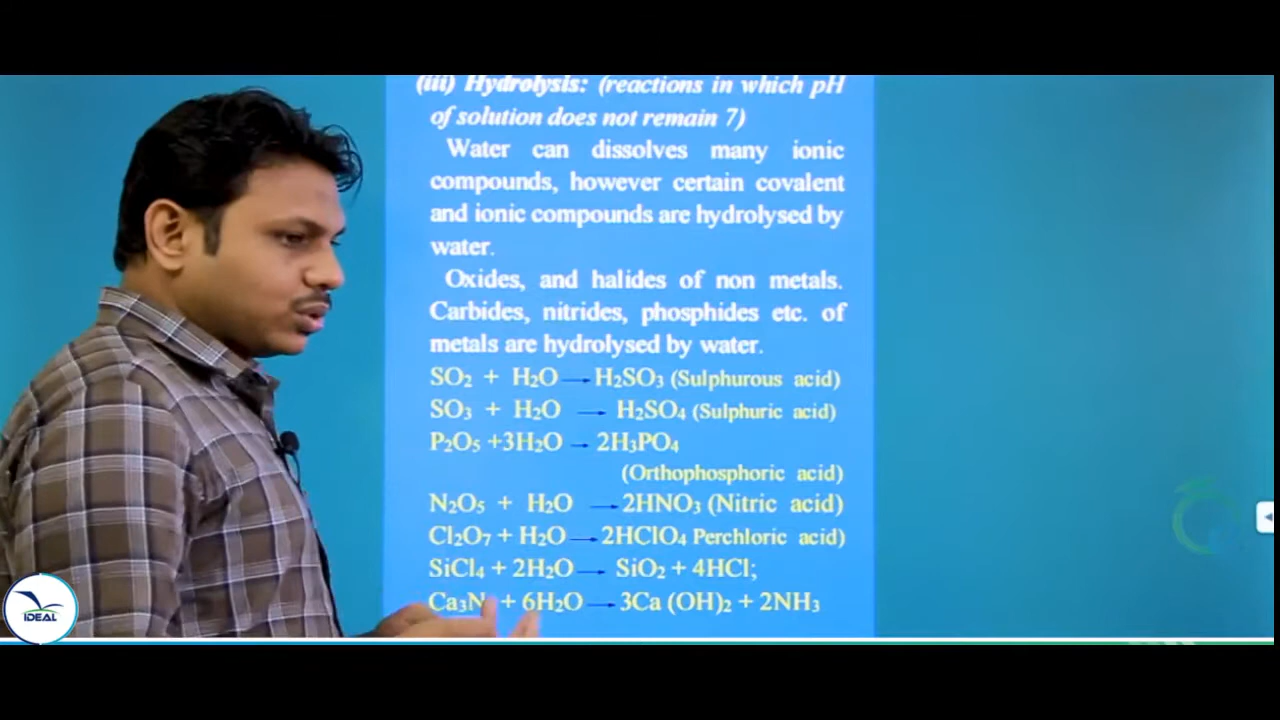 (iii) Hydrolysis: (reactions in which pH
of solution does not remain 7)
Water can dissolves many ionic
compounds, however certain covalent
and ionic compounds are hydrolysed by
water.
Oxides, and halides of non metals.
Carbides, nitrides, phosphides etc. of
metals are hydrolysed by water.
SO₂ + H₂O → H₂SO₃ (Sulphurous acid)
SO₃ + H₂O → H₂SO₄ (Sulphuric acid)
P₂O₅ +3H₂O → 2H₃PO₄
(Orthophosphoric acid)
N₂O₅ + H₂O → 2HNO₃ (Nitric acid)
Cl₂O₇ + H₂O → 2HClO₄ Perchloric acid)
SiCl₄ + 2H₂O → SiO₂ + 4HCl;
+ 6H₂O → 3Ca (OH)₂ + 2NH₃
IDEAL